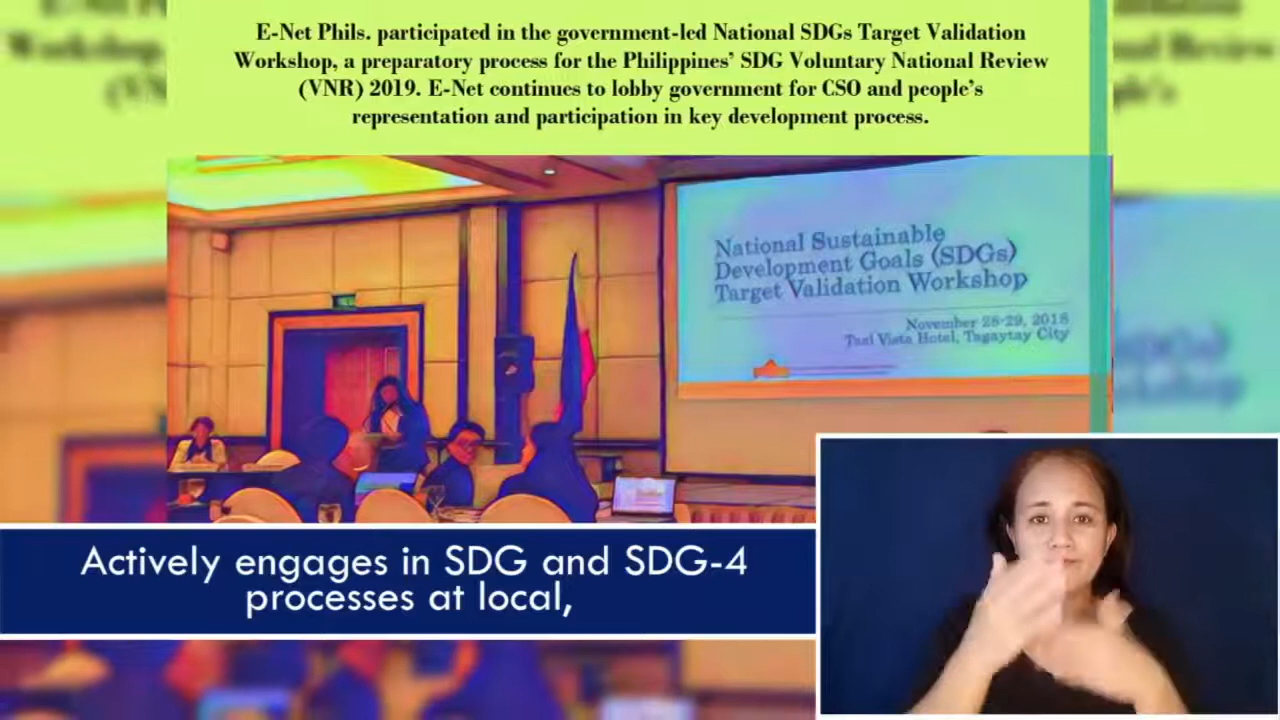 E-Net Phils. participated in the government-led National SDGs Target Validation
Workshop, a preparatory process for the Philippines’ SDG Voluntary National Review
(VNR) 2019. E-Net continues to lobby government for CSO and people’s
representation and participation in key development process.
National Sustainable
Development Goals (SDGs)
Target Validation Workshop
November 28-29, 2018
Taal Vista Hotel, Tagaytay City
Actively engages in SDG and SDG-4
processes at local,